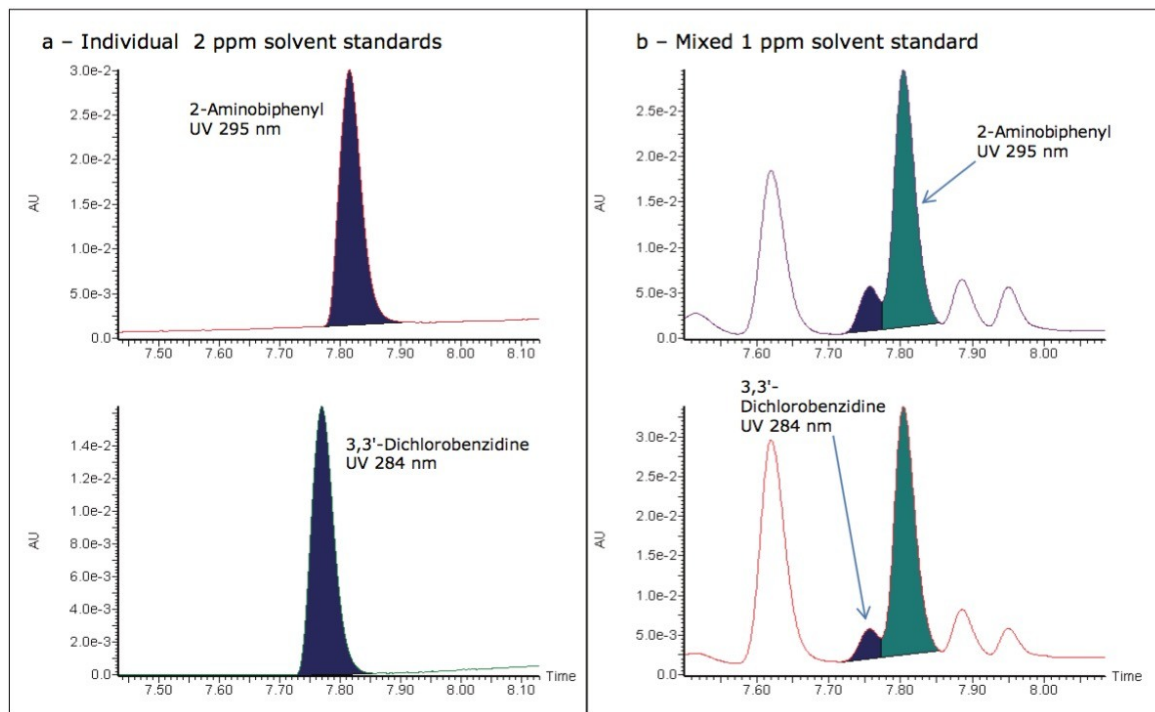 a – Individual 2 ppm solvent standards
3.0e-2
2.5e-2
2.0e-2
1.5e-2
1.0e-2
5.0e-3
0.0
AU
2-Aminobiphenyl
UV 295 nm
7.50 7.60 7.70 7.80 7.90 8.00 8.10
1.4e-2
1.2e-2
1.0e-2
8.0e-3
6.0e-3
4.0e-3
2.0e-3
0.0
AU
3,3'-Dichlorobenzidine
UV 284 nm
7.50 7.60 7.70 7.80 7.90 8.00 8.10
Time
b – Mixed 1 ppm solvent standard
2.5e-2
2.0e-2
1.5e-2
1.0e-2
5.0e-3
0.0
AU
2-Aminobiphenyl
UV 295 nm
7.60 7.70 7.80 7.90 8.00
3.0e-2
2.5e-2
2.0e-2
1.5e-2
1.0e-2
5.0e-3
0.0
AU
3,3'-
Dichlorobenzidine
UV 284 nm
7.60 7.70 7.80 7.90 8.00
Time